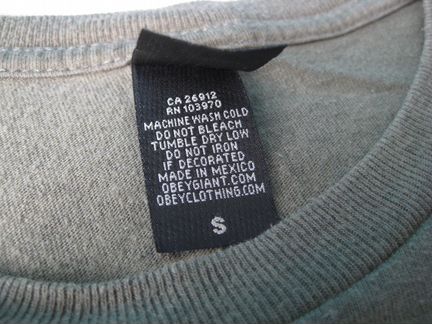 CA 26912
RN 103970
MACHINE WASH COLD
DO NOT BLEACH
TUMBLE DRY LOW
DO NOT IRON
IF DECORATED
MADE IN MEXICO
OBEYGIANT.COM
OBEYCLOTHING.COM
S